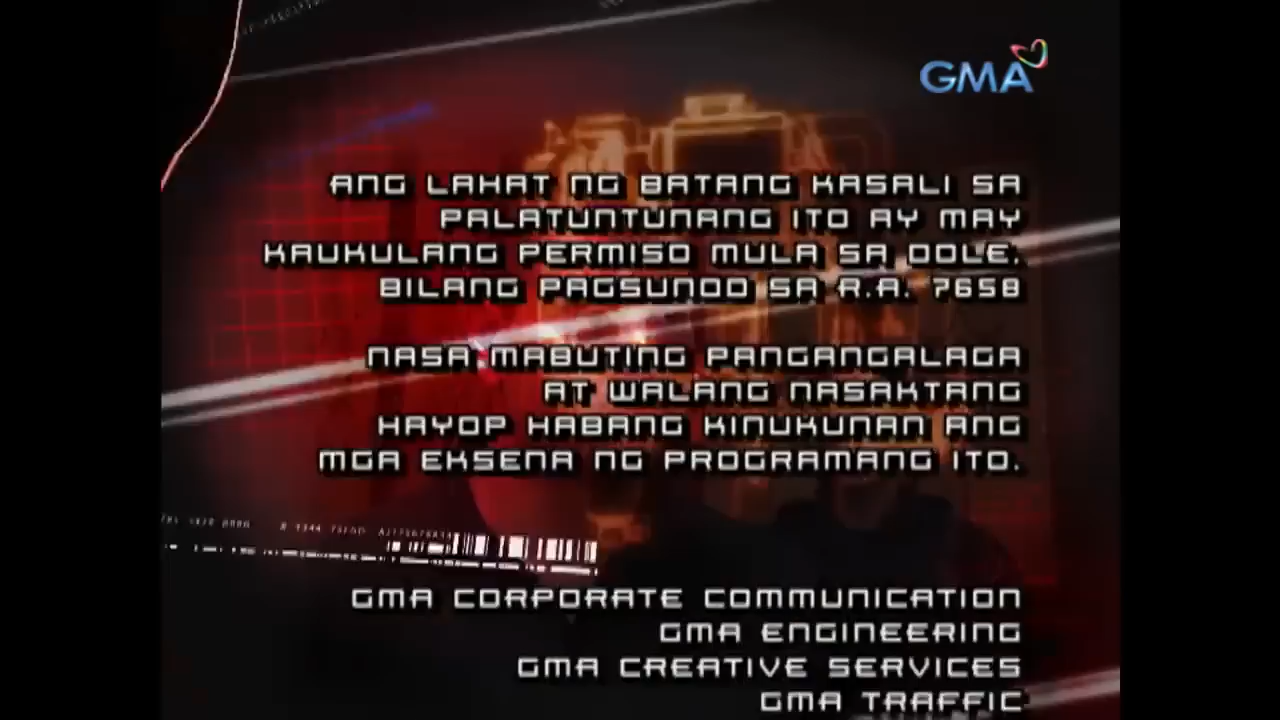 GMA
ANG LAHAT NG BATANG KASALI SA
PALATUNTUNANG ITO AY MAY
KAUKULANG PERMISO MULA SA DOLE,
BILANG PAGSUNOD SA R.A. 7658
NASA MABUTING PANGANGALAGA
AT WALANG NASAKTANG
HAYOP HABANG KINUKUNAN ANG
MGA EKSENA NG PROGRAMANG ITO.
GMA CORPORATE COMMUNICATION
GMA ENGINEERING
GMA CREATIVE SERVICES
GMA TRAFFIC